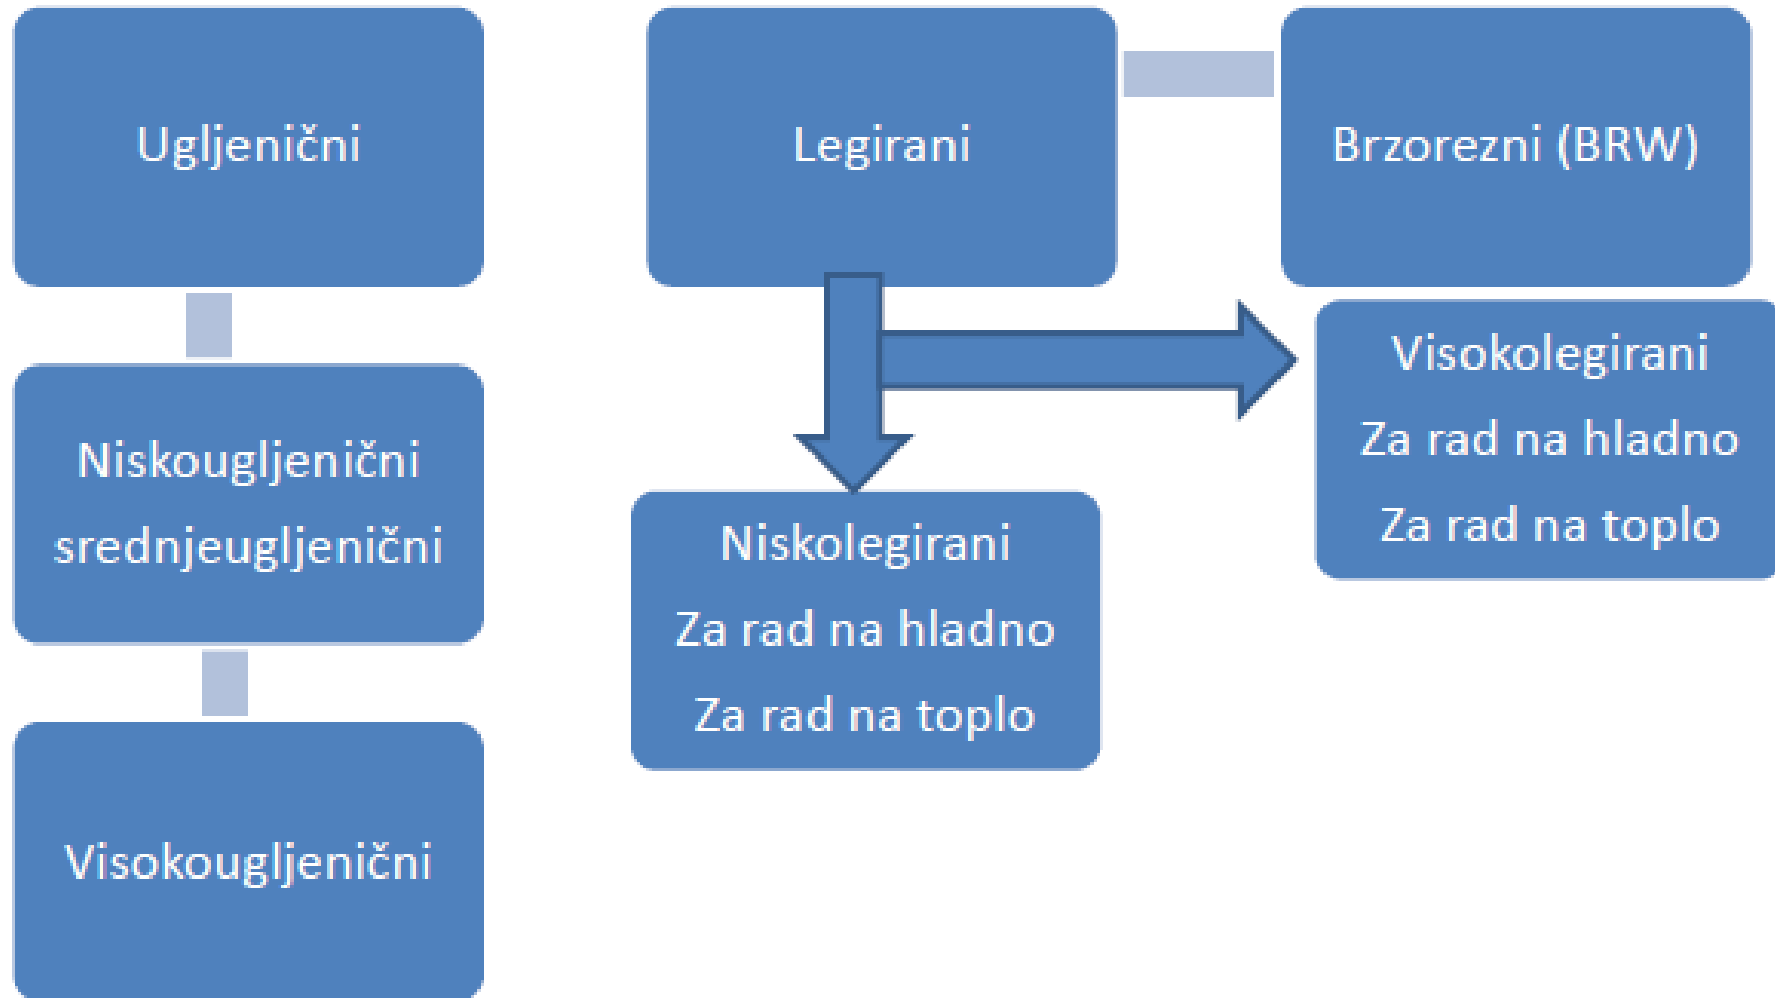 Ugljenični
Niskougljenični
srednjeugljenični
Visokougljenični
Legirani
Niskolegirani
Za rad na hladno
Za rad na toplo
Brzorezni (BRW)
Visokolegirani
Za rad na hladno
Za rad na toplo